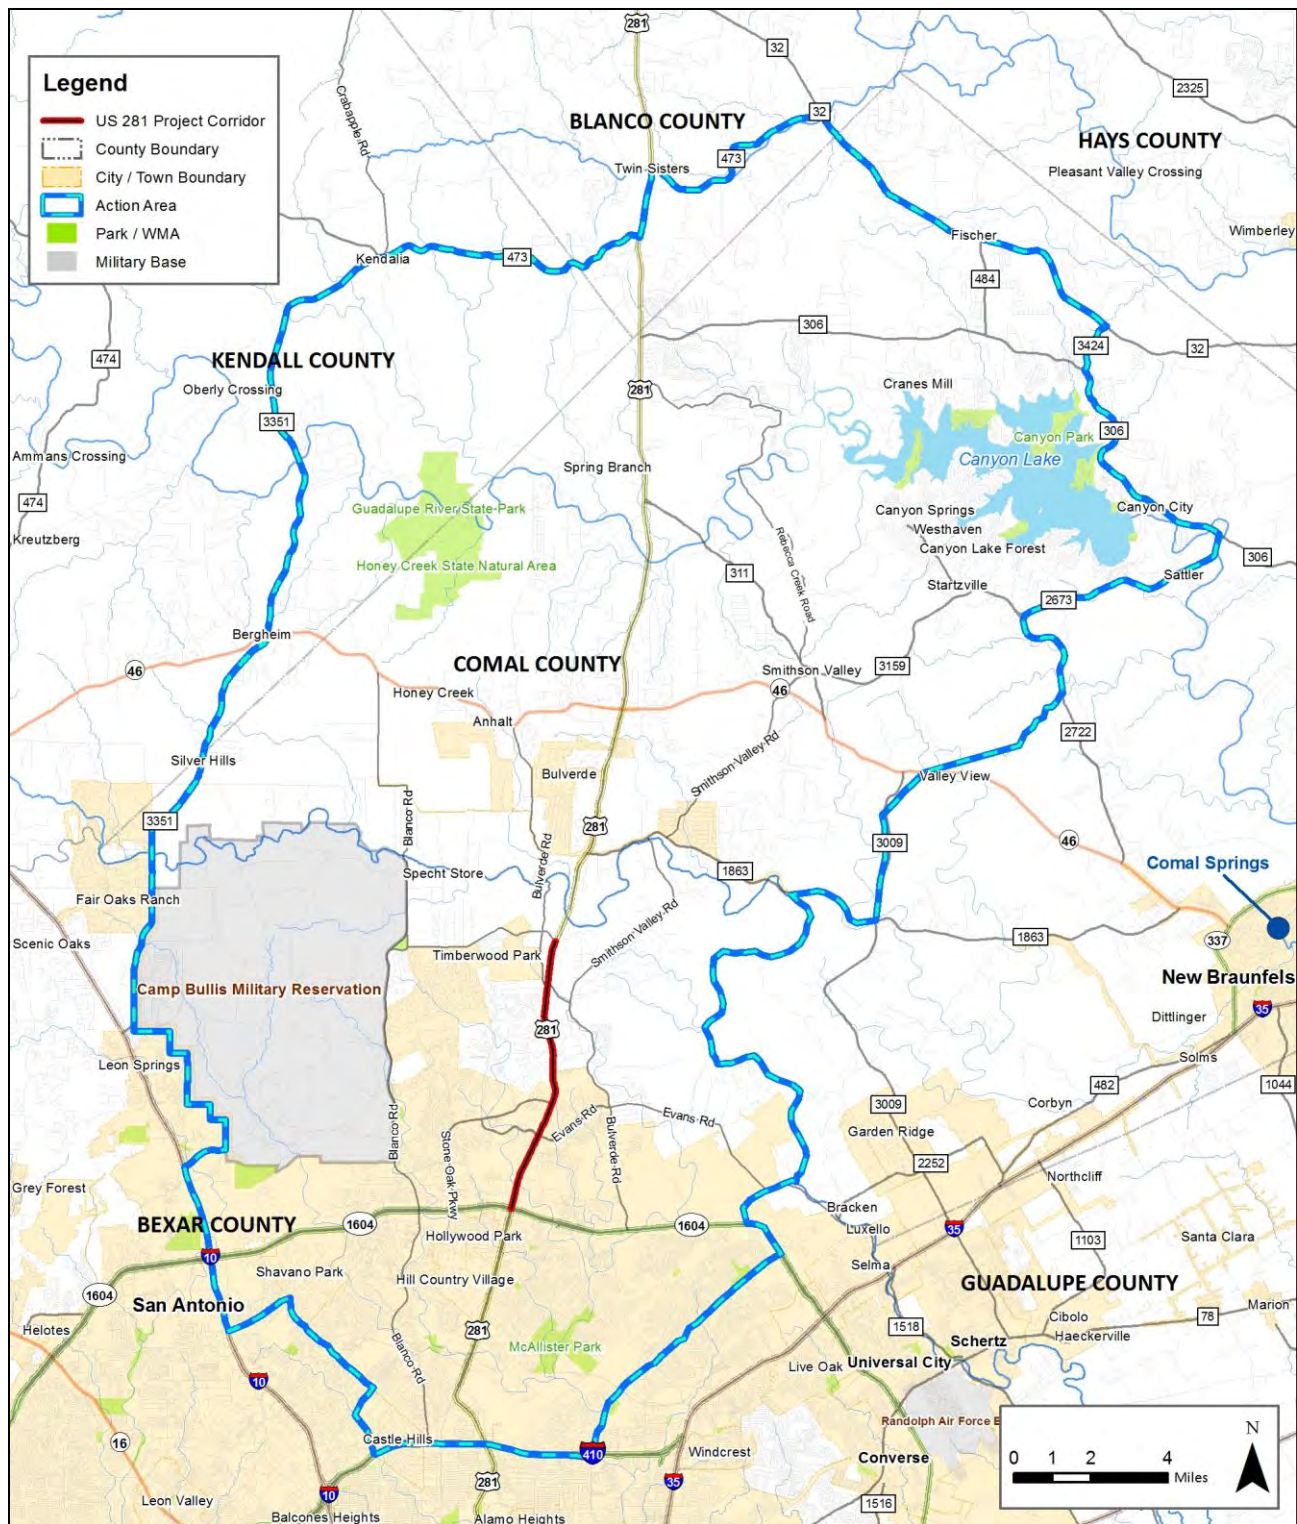 281
32
2325
Legend
US 281 Project Corridor
County Boundary
City / Town Boundary
Action Area
Park / WMA
Military Base
Crabapple Rd
BLANCO COUNTY
32
HAYS COUNTY
Twin Sisters
473
Pleasant Valley Crossing
Wimberley
Fischer
Kendalia
473
484
306
3424
32
474
KENDALL COUNTY
Oberly Crossing
281
Cranes Mill
3351
306
Canyon Park
Canyon Lake
Ammans Crossing
Spring Branch
474
Guadalupe River State Park
Canyon Springs
Canyon City
Westhaven
Kreutzberg
Rebecca Creek Road
Canyon Lake Forest
306
Honey Creek State Natural Area
311
Startzville
Sattler
2673
Bergheim
COMAL COUNTY
46
Smithson Valley
3159
46
Honey Creek
Anhalt
2722
Silver Hills
Bulverde
Smithson Valley Rd
Valley View
Blanco Rd
3351
281
3009
46
Bulverde Rd
Comal Springs
Specht Store
1863
Fair Oaks Ranch
Smithson Valley Rd
Scenic Oaks
1863
337
Timberwood Park
New Braunfels
Camp Bullis Military Reservation
35
Dittlinger
281
Solms
Leon Springs
482
1044
Corbyn
3009
Evans Rd
Evans Rd
Blanco Rd
Stone Oak Pkwy
Bulverde Rd
Garden Ridge
2252
Northcliff
Grey Forest
Bracken
BEXAR COUNTY
1604
1604
Luxello
35
Hollywood Park
1103
Santa Clara
10
Selma
Shavano Park
Hill Country Village
GUADALUPE COUNTY
1604
San Antonio
Marion
Cibolo
78
Helotes
281
1518
Haeckerville
McAllister Park
Schertz
Blanco Rd
Live Oak
Universal City
10
Randolph Air Force B
16
Castle Hills
410
Windcrest
Converse
281
35
10
Leon Valley
1516
Balcones Heights
Alamo Heights
N
0 1 2 4
Miles